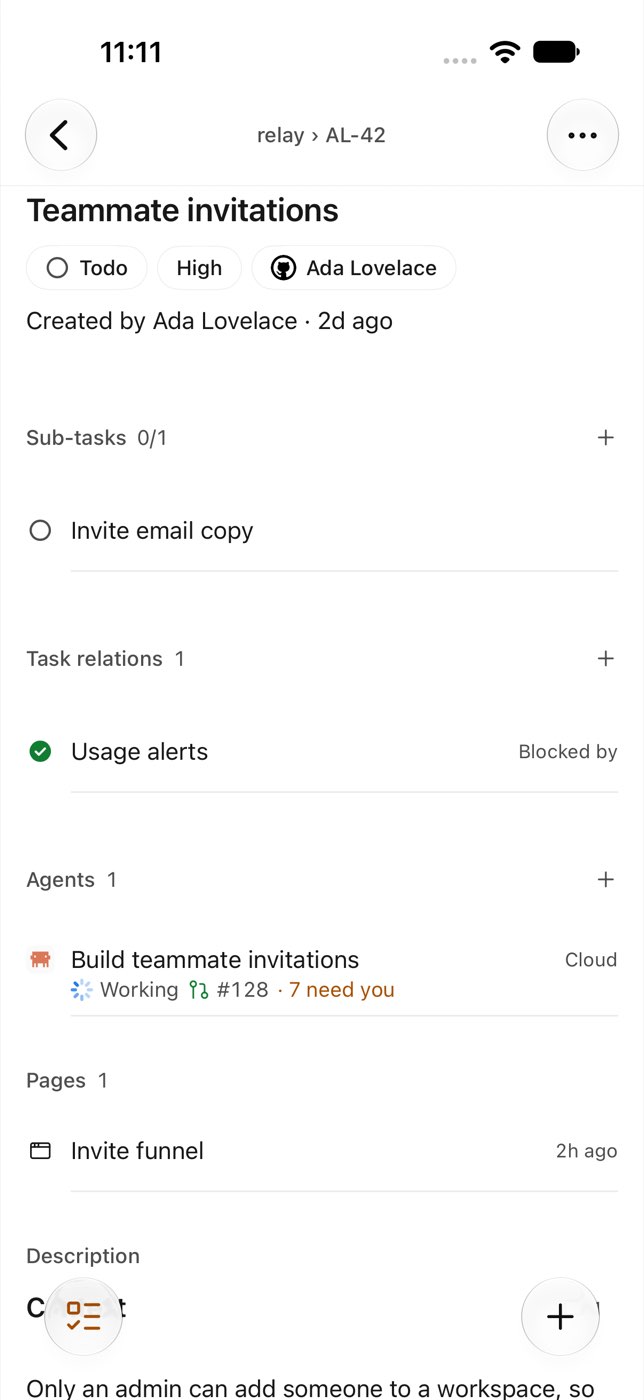 11:11
relay › AL-42
Teammate invitations
Todo High Ada Lovelace
Created by Ada Lovelace · 2d ago
Sub-tasks 0/1
Invite email copy
Task relations 1
Usage alerts Blocked by
Agents 1
Build teammate invitations Cloud
Working #128 · 7 need you
Pages 1
Invite funnel 2h ago
Description
Only an admin can add someone to a workspace, so